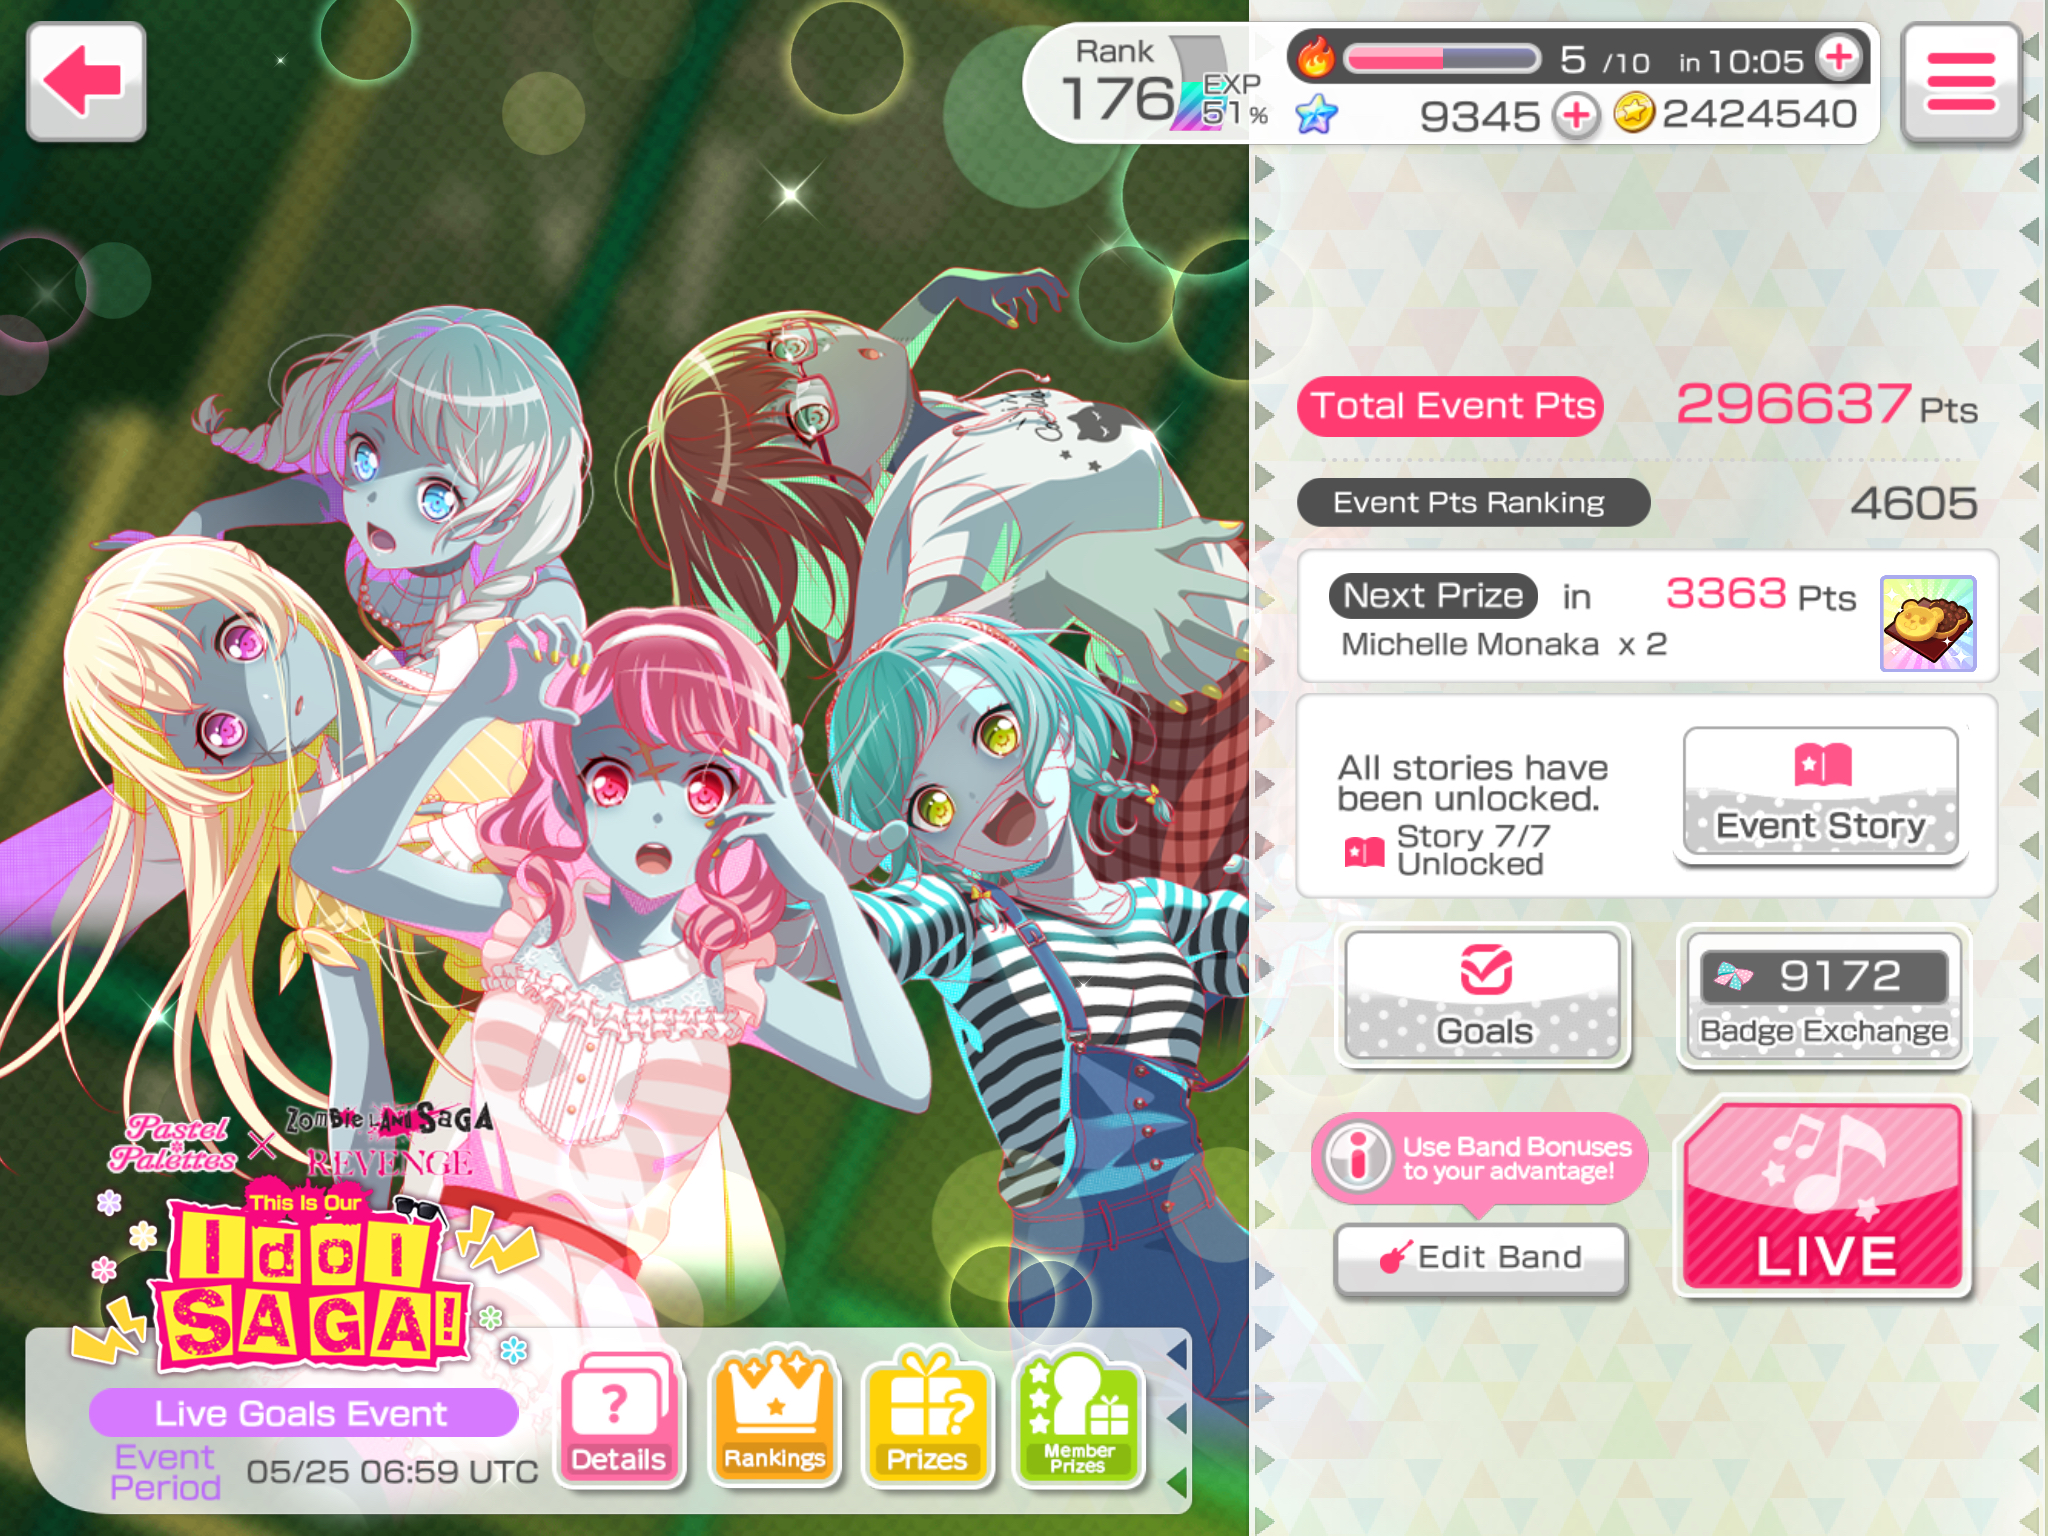 Rank
176
EXP
51%
5 /10 in 10:05
9345
2424540
Total Event Pts 296637 Pts
Event Pts Ranking 4605
Next Prize in 3363 Pts
Michelle Monaka x 2
All stories have
been unlocked.
Story 7/7
Unlocked
Event Story
Goals
9172
Badge Exchange
Use Band Bonuses
to your advantage!
Edit Band
LIVE
Pastel
Palettes
×
ZOMBIE LAND SAGA
REVENGE
This Is Our
Idol
SAGA!
Live Goals Event
Event
Period
05/25 06:59 UTC
?
Details
Rankings
?
Prizes
Member
Prizes